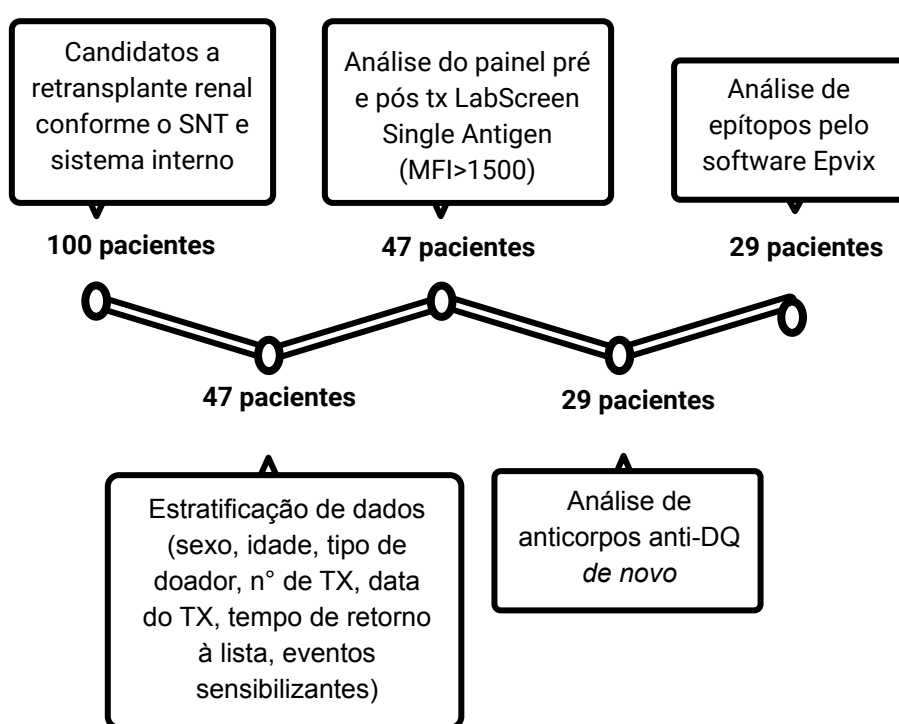 Candidatos a
retransplante renal
conforme o SNT e
sistema interno
100 pacientes
47 pacientes
Estratificação de dados
(sexo, idade, tipo de
doador, n° de TX, data
do TX, tempo de retorno
à lista, eventos
sensibilizantes)
Análise do painel pré
e pós tx LabScreen
Single Antigen
(MFI>1500)
47 pacientes
29 pacientes
Análise de
anticorpos anti-DQ
de novo
Análise de
epítopos pelo
software Epvix
29 pacientes